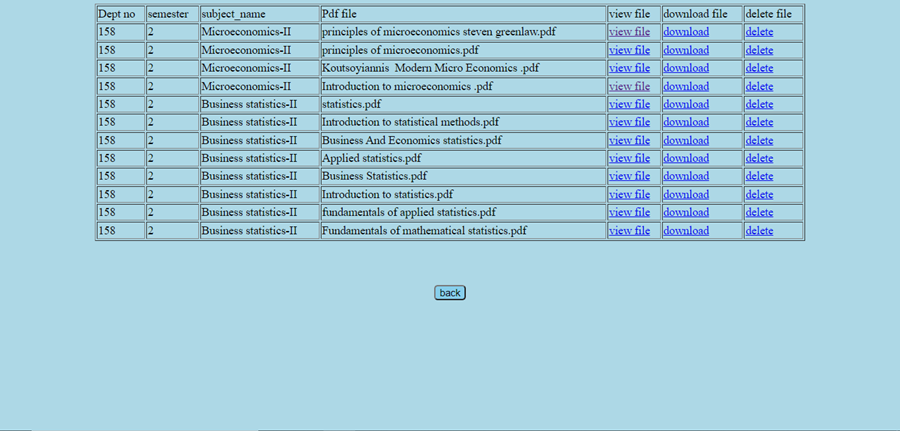 Dept no semester subject_name Pdf file view file download file delete file
158 2 Microeconomics-II principles of microeconomics steven greenlaw.pdf view file download delete
158 2 Microeconomics-II principles of microeconomics.pdf view file download delete
158 2 Microeconomics-II Koutsoyiannis  Modern Micro Economics .pdf view file download delete
158 2 Microeconomics-II Introduction to microeconomics .pdf view file download delete
158 2 Business statistics-II statistics.pdf view file download delete
158 2 Business statistics-II Introduction to statistical methods.pdf view file download delete
158 2 Business statistics-II Business And Economics statistics.pdf view file download delete
158 2 Business statistics-II Applied statistics.pdf view file download delete
158 2 Business statistics-II Business Statistics.pdf view file download delete
158 2 Business statistics-II Introduction to statistics.pdf view file download delete
158 2 Business statistics-II fundamentals of applied statistics.pdf view file download delete
158 2 Business statistics-II Fundamentals of mathematical statistics.pdf view file download delete
back